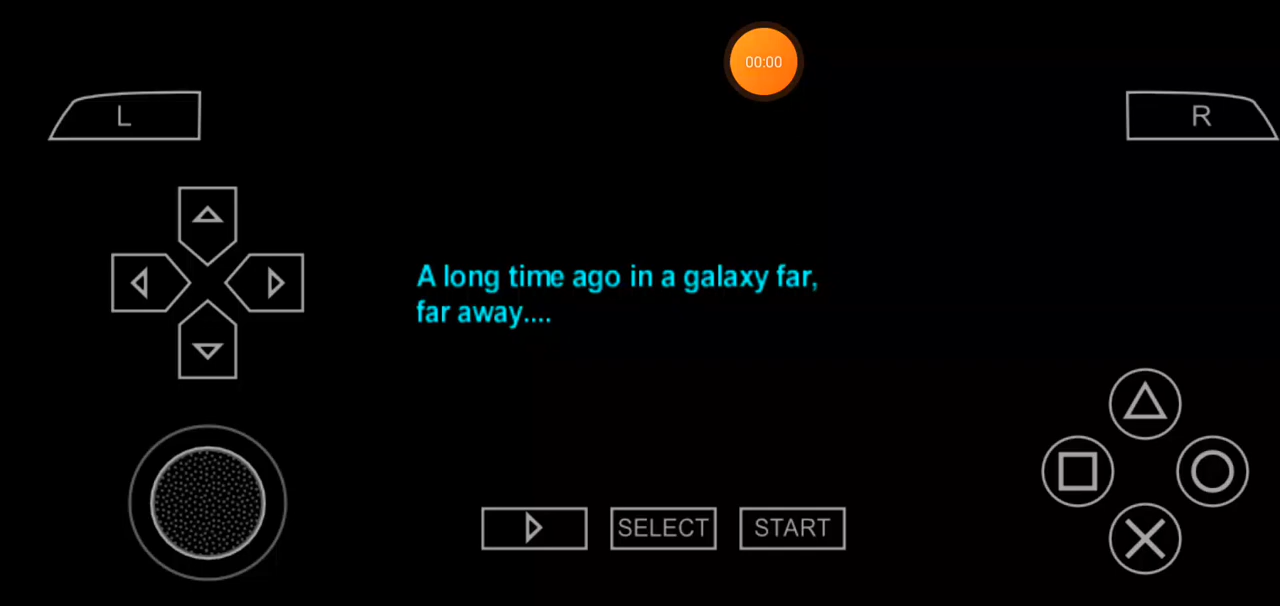 00:00
L
R
A long time ago in a galaxy far,
far away....
SELECT
START